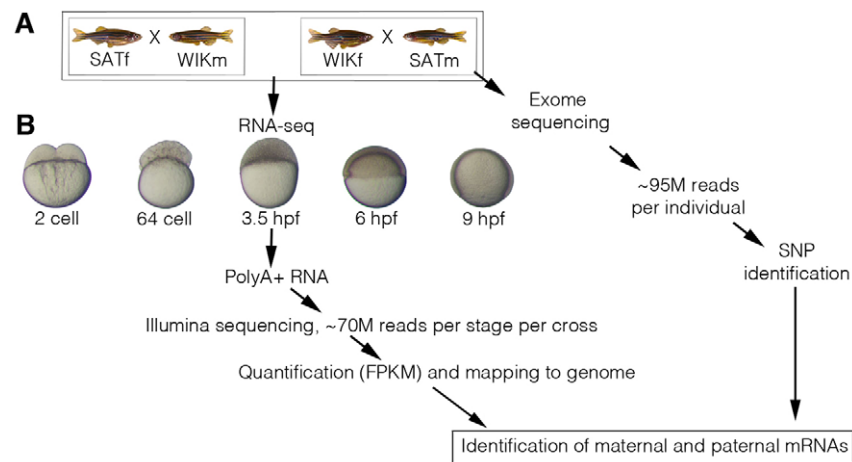 A
SATf X WIKm
WIKf X SATm
Exome
sequencing
B
RNA-seq
2 cell
64 cell
3.5 hpf
6 hpf
9 hpf
~95M reads
per individual
SNP
identification
PolyA+ RNA
Illumina sequencing, ~70M reads per stage per cross
Quantification (FPKM) and mapping to genome
Identification of maternal and paternal mRNAs